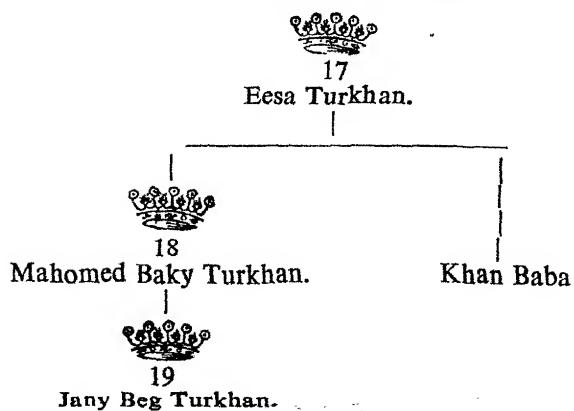 17
Eesa Turkhan.
18
Mahomed Baky Turkhan.
Khan Baba
19
Jany Beg Turkhan.